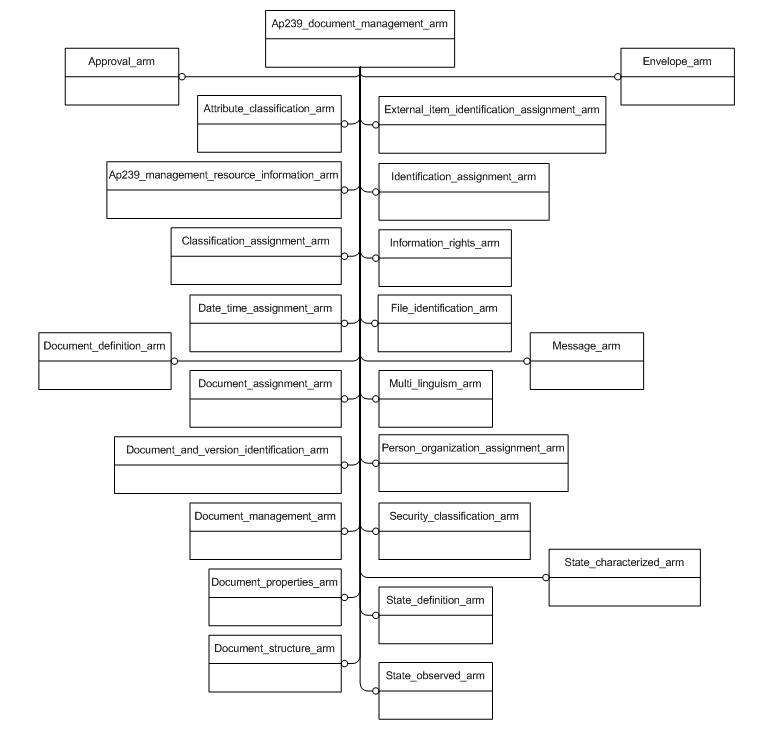 Ap239_document_management_arm
Approval_arm
Envelope_arm
Attribute_classification_arm
External_item_identification_assignment_arm
Ap239_management_resource_information_arm
Identification_assignment_arm
Classification_assignment_arm
Information_rights_arm
Date_time_assignment_arm
File_identification_arm
Document_definition_arm
Message_arm
Document_assignment_arm
Multi_linguism_arm
Document_and_version_identification_arm
Person_organization_assignment_arm
Document_management_arm
Security_classification_arm
State_characterized_arm
Document_properties_arm
State_definition_arm
Document_structure_arm
State_observed_arm